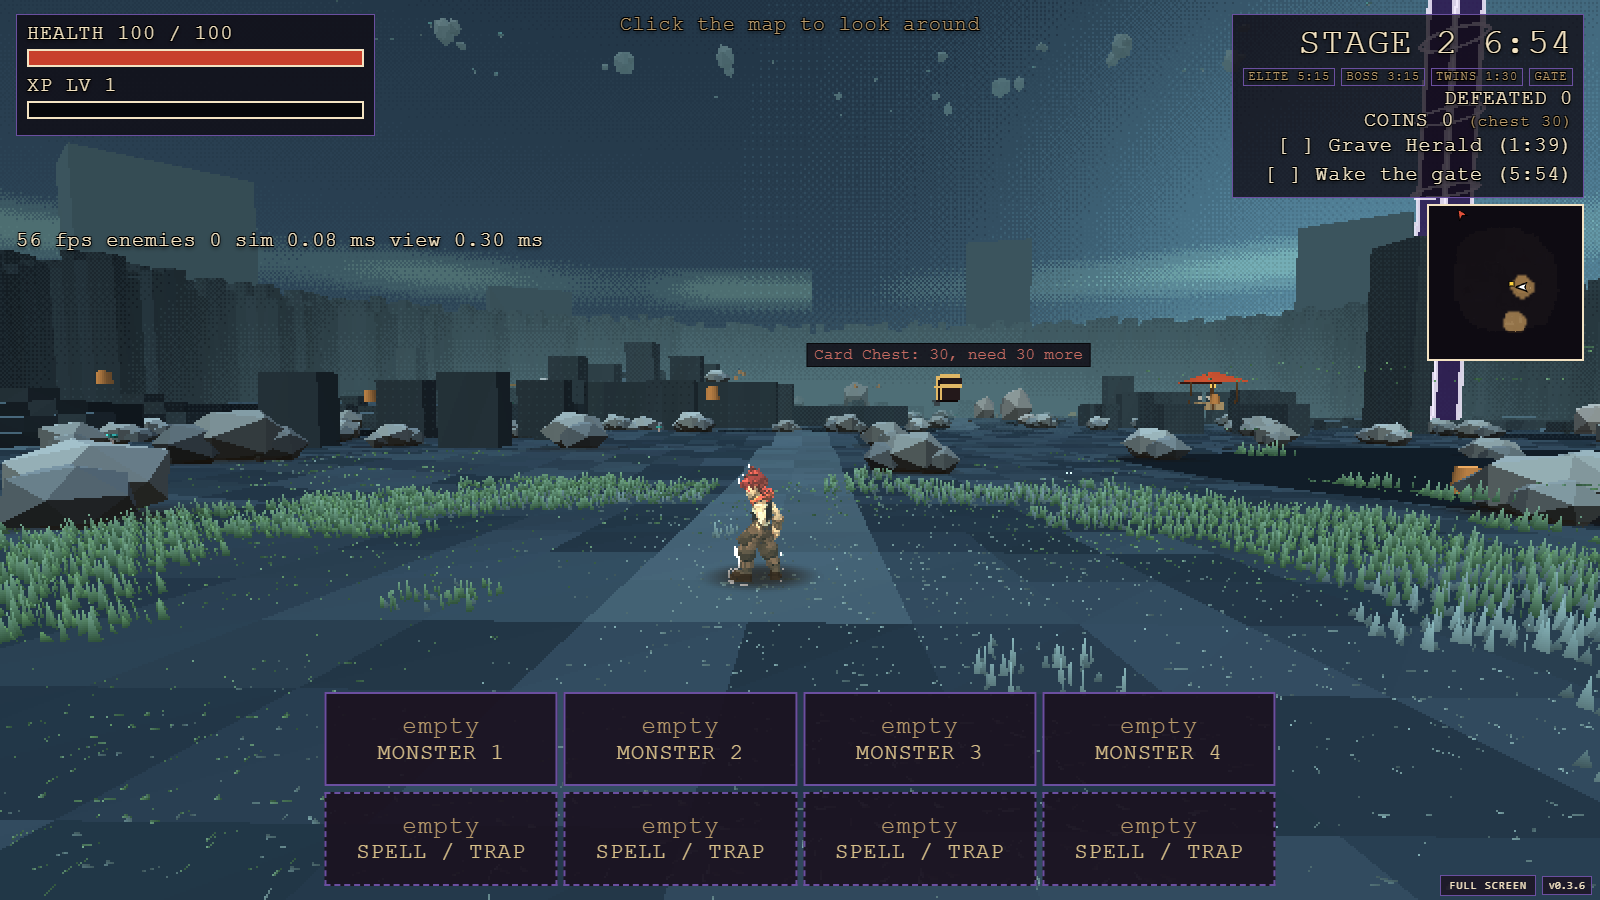 HEALTH 100 / 100
XP LV 1
Click the map to look around
STAGE 2 6:54
ELITE 5:15 BOSS 3:15 TWINS 1:30 GATE
DEFEATED 0
COINS 0 (chest 30)
[ ] Grave Herald (1:39)
[ ] Wake the gate (5:54)
56 fps enemies 0 sim 0.08 ms view 0.30 ms
Card Chest: 30, need 30 more
empty empty empty empty
MONSTER 1 MONSTER 2 MONSTER 3 MONSTER 4
empty empty empty empty
SPELL / TRAP SPELL / TRAP SPELL / TRAP SPELL / TRAP
FULL SCREEN v0.3.6